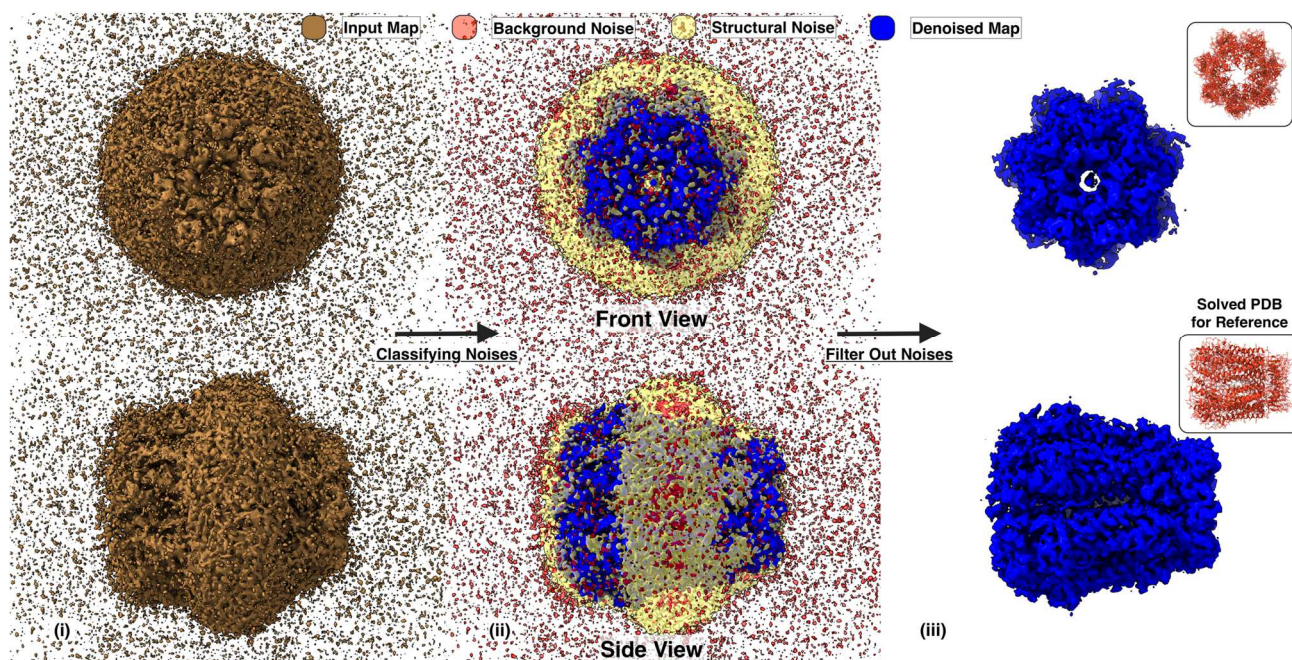 Input Map
Background Noise
Structural Noise
Denoised Map
Front View
Classifying Noises
Filter Out Noises
Solved PDB
for Reference
(i)
(ii)
(iii)
Side View